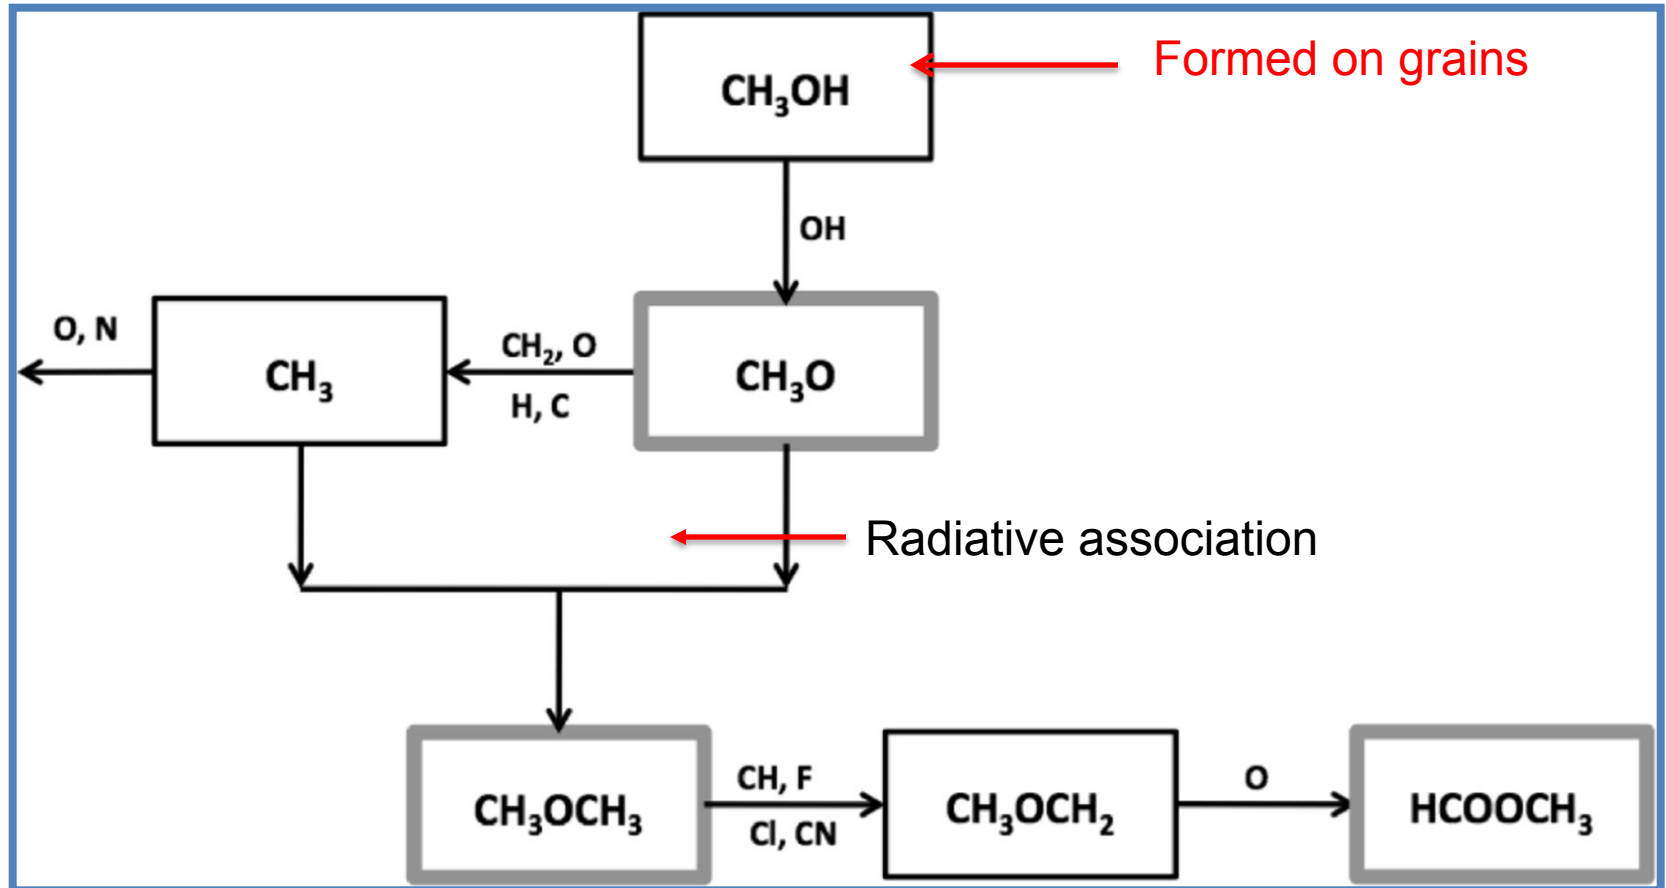 CH₃OH
Formed on grains
OH
O, N
CH₃
CH₂, O
H, C
CH₃O
Radiative association
CH₃OCH₃
CH, F
Cl, CN
CH₃OCH₂
O
HCOOCH₃